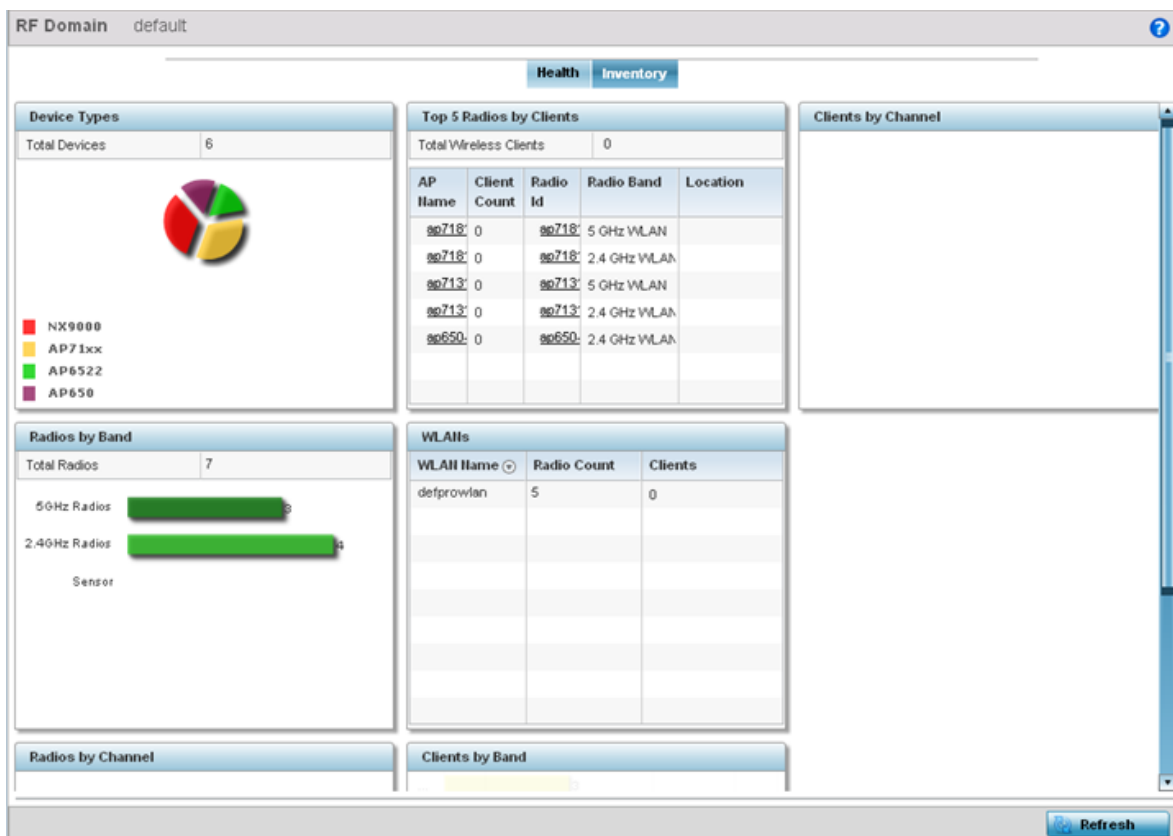 RF Domain default
Health Inventory
Device Types
Total Devices 6
NX9000
AP71xx
AP6522
AP650
Top 5 Radios by Clients
Total Wireless Clients 0
AP Name Client Count Radio Id Radio Band Location
ap718 0 ap718 5 GHz WLAN
ap718 0 ap718 2.4 GHz WLAN
ap713 0 ap713 5 GHz WLAN
ap713 0 ap713 2.4 GHz WLAN
ap650- 0 ap650- 2.4 GHz WLAN
Clients by Channel
Radios by Band
Total Radios 7
5GHz Radios 3
2.4GHz Radios 4
Sensor
WLANs
WLAN Name Radio Count Clients
defprowlan 5 0
Radios by Channel
Clients by Band
Refresh